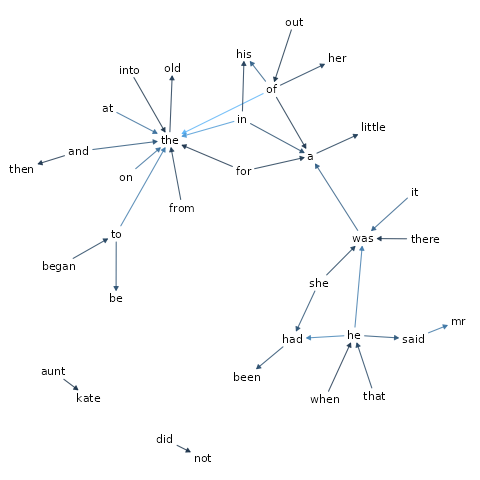 out
his
her
into
old
of
at
in
little
the
and
a
then
for
on
from
it
to
was
there
began
she
be
mr
had
he
said
been
aunt
kate
when
that
did
not